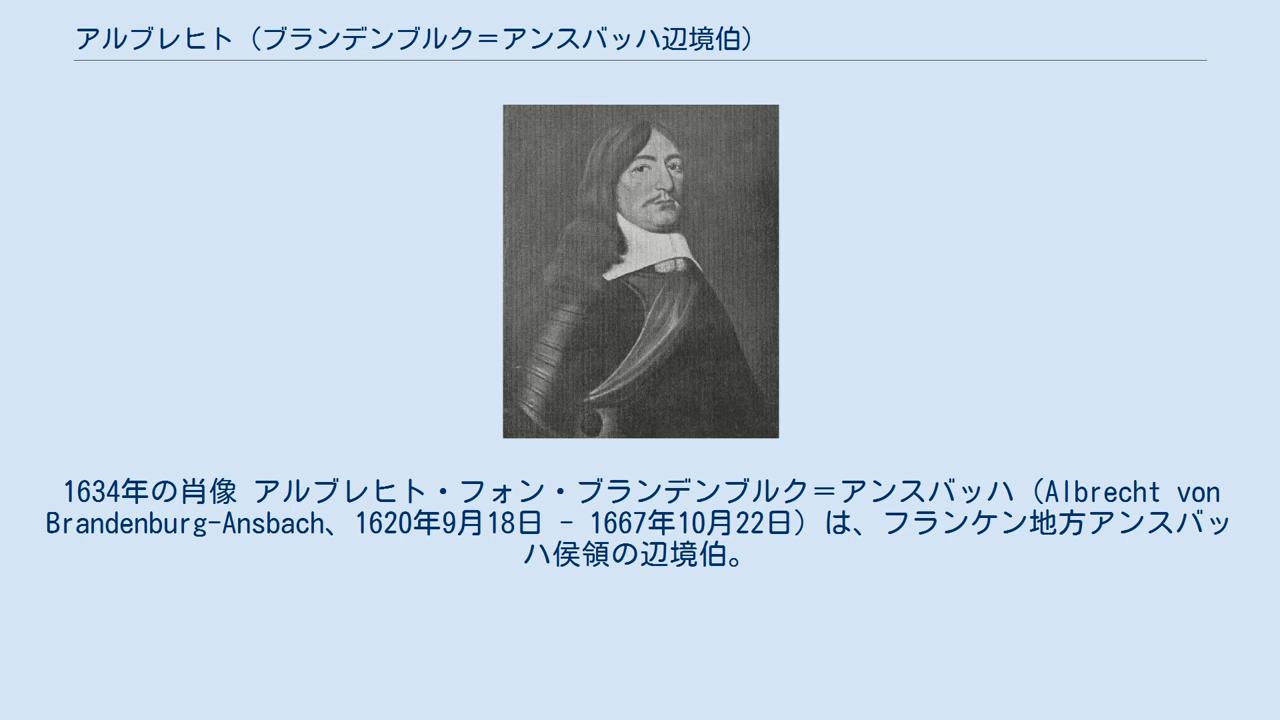 アルブレヒト（ブランデンブルク＝アンスバッハ辺境伯）
1634年の肖像 アルブレヒト・フォン・ブランデンブルク＝アンスバッハ（Albrecht von
Brandenburg-Ansbach、1620年9月18日 - 1667年10月22日）は、フランケン地方アンスバッ
ハ侯領の辺境伯。